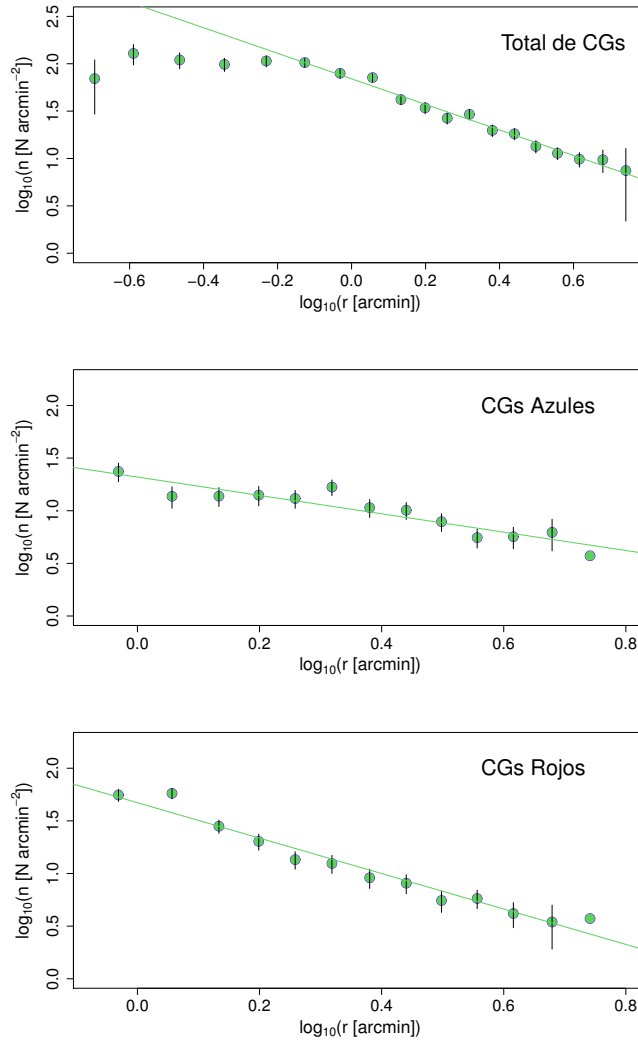 Total de CGs
log₁₀(n [N arcmin⁻²])
2.5
2.0
1.5
1.0
0.5
0.0
−0.6 −0.4 −0.2 0.0 0.2 0.4 0.6
log₁₀(r [arcmin])
CGs Azules
log₁₀(n [N arcmin⁻²])
2.0
1.5
1.0
0.5
0.0
0.0 0.2 0.4 0.6 0.8
log₁₀(r [arcmin])
CGs Rojos
log₁₀(n [N arcmin⁻²])
2.0
1.5
1.0
0.5
0.0
0.0 0.2 0.4 0.6 0.8
log₁₀(r [arcmin])